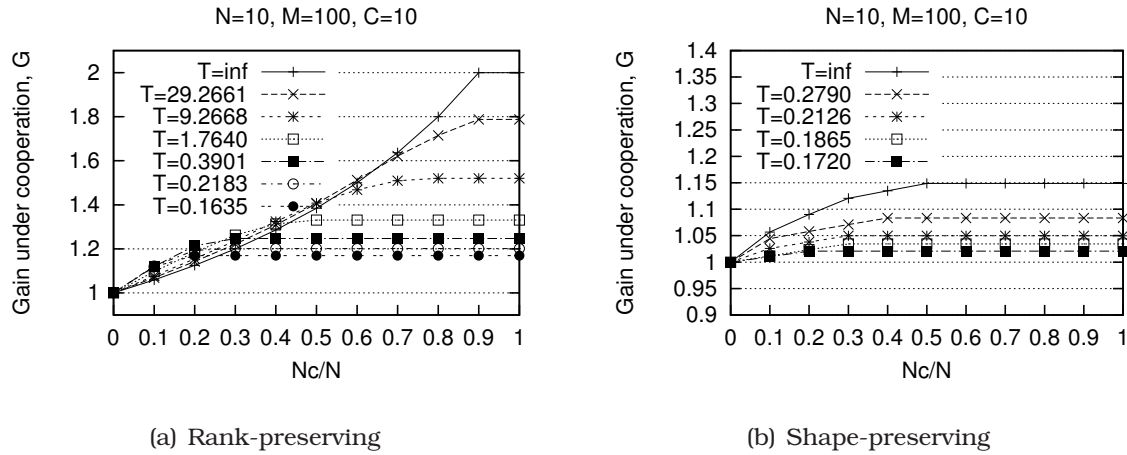 N=10, M=100, C=10
Gain under cooperation, G
2
1.8
1.6
1.4
1.2
1
T=inf
T=29.2661
T=9.2668
T=1.7640
T=0.3901
T=0.2183
T=0.1635
0 0.1 0.2 0.3 0.4 0.5 0.6 0.7 0.8 0.9 1
Nc/N
(a) Rank-preserving
N=10, M=100, C=10
Gain under cooperation, G
1.4
1.35
1.3
1.25
1.2
1.15
1.1
1.05
1
0.95
0.9
T=inf
T=0.2790
T=0.2126
T=0.1865
T=0.1720
0 0.1 0.2 0.3 0.4 0.5 0.6 0.7 0.8 0.9 1
Nc/N
(b) Shape-preserving